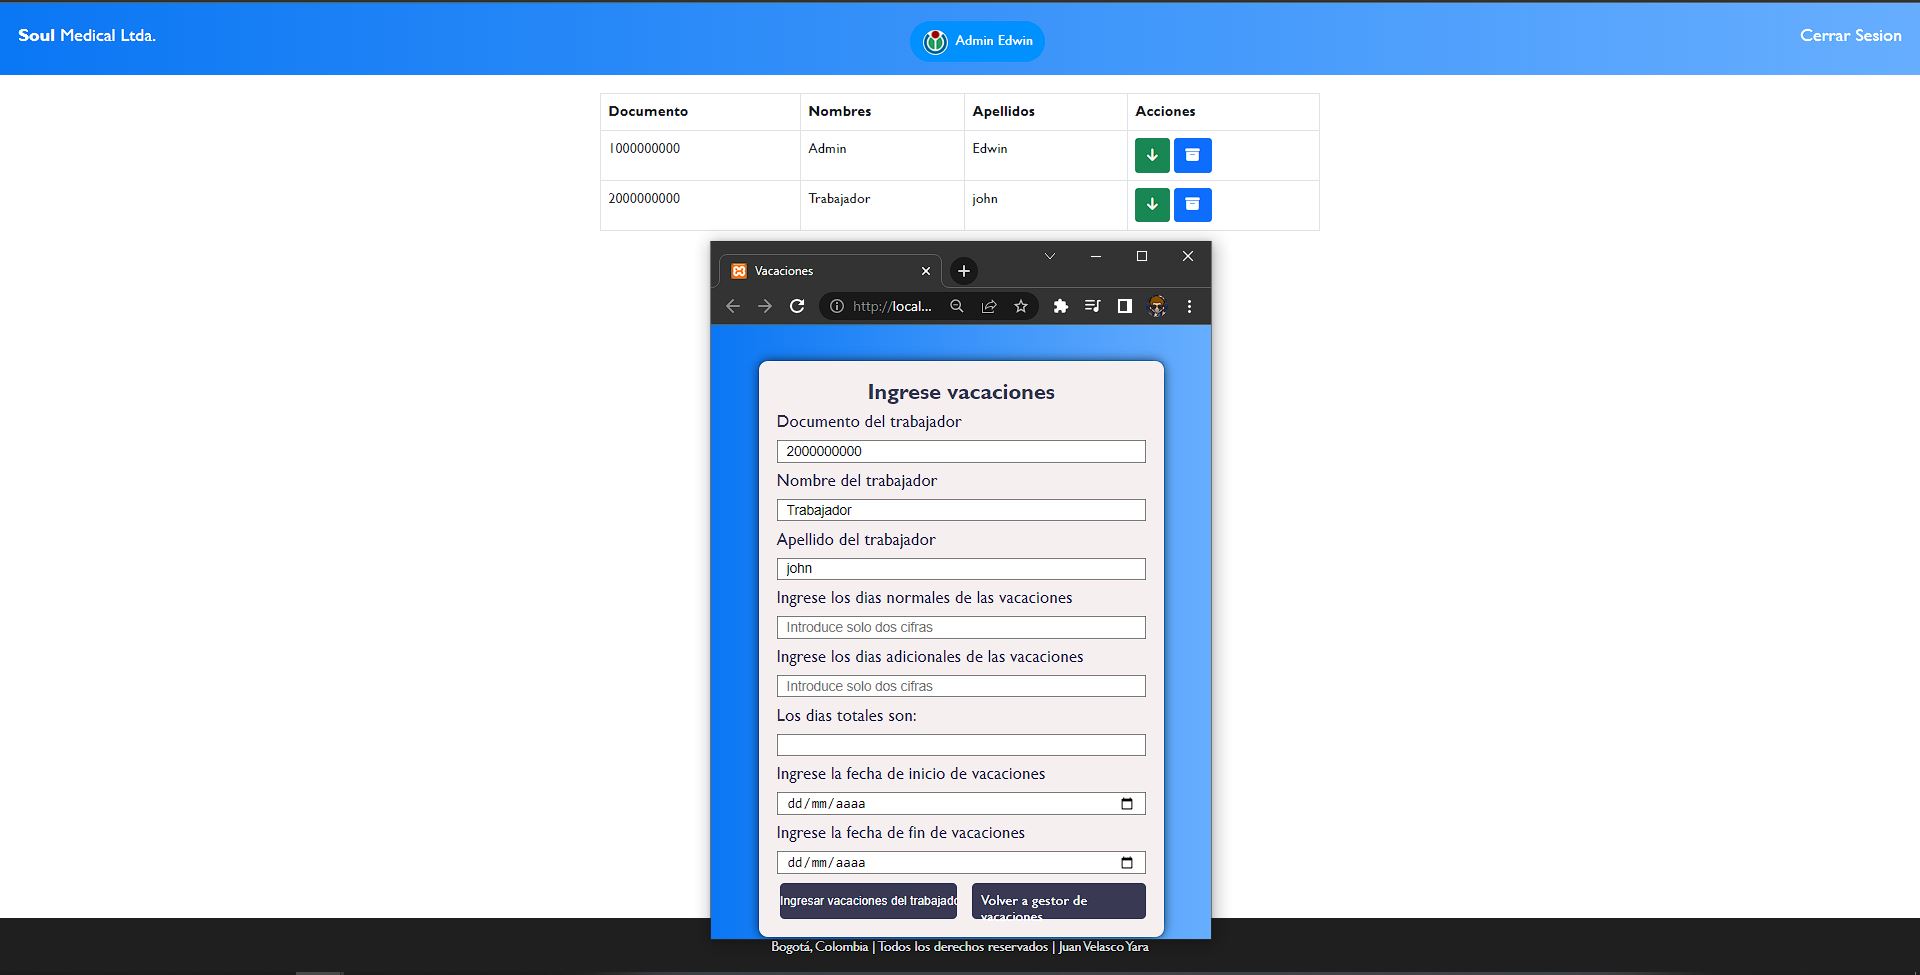 Soul Medical Ltda.
Admin Edwin
Cerrar Sesion
Documento Nombres Apellidos Acciones
1000000000 Admin Edwin
2000000000 Trabajador john
Vacaciones
http://local...
Ingrese vacaciones
Documento del trabajador
2000000000
Nombre del trabajador
Trabajador
Apellido del trabajador
john
Ingrese los dias normales de las vacaciones
Introduce solo dos cifras
Ingrese los dias adicionales de las vacaciones
Introduce solo dos cifras
Los dias totales son:
Ingrese la fecha de inicio de vacaciones
dd/mm/aaaa
Ingrese la fecha de fin de vacaciones
dd/mm/aaaa
Ingresar vacaciones del trabajado
Volver a gestor de
vacaciones
Bogotá, Colombia | Todos los derechos reservados | Juan Velasco Yara